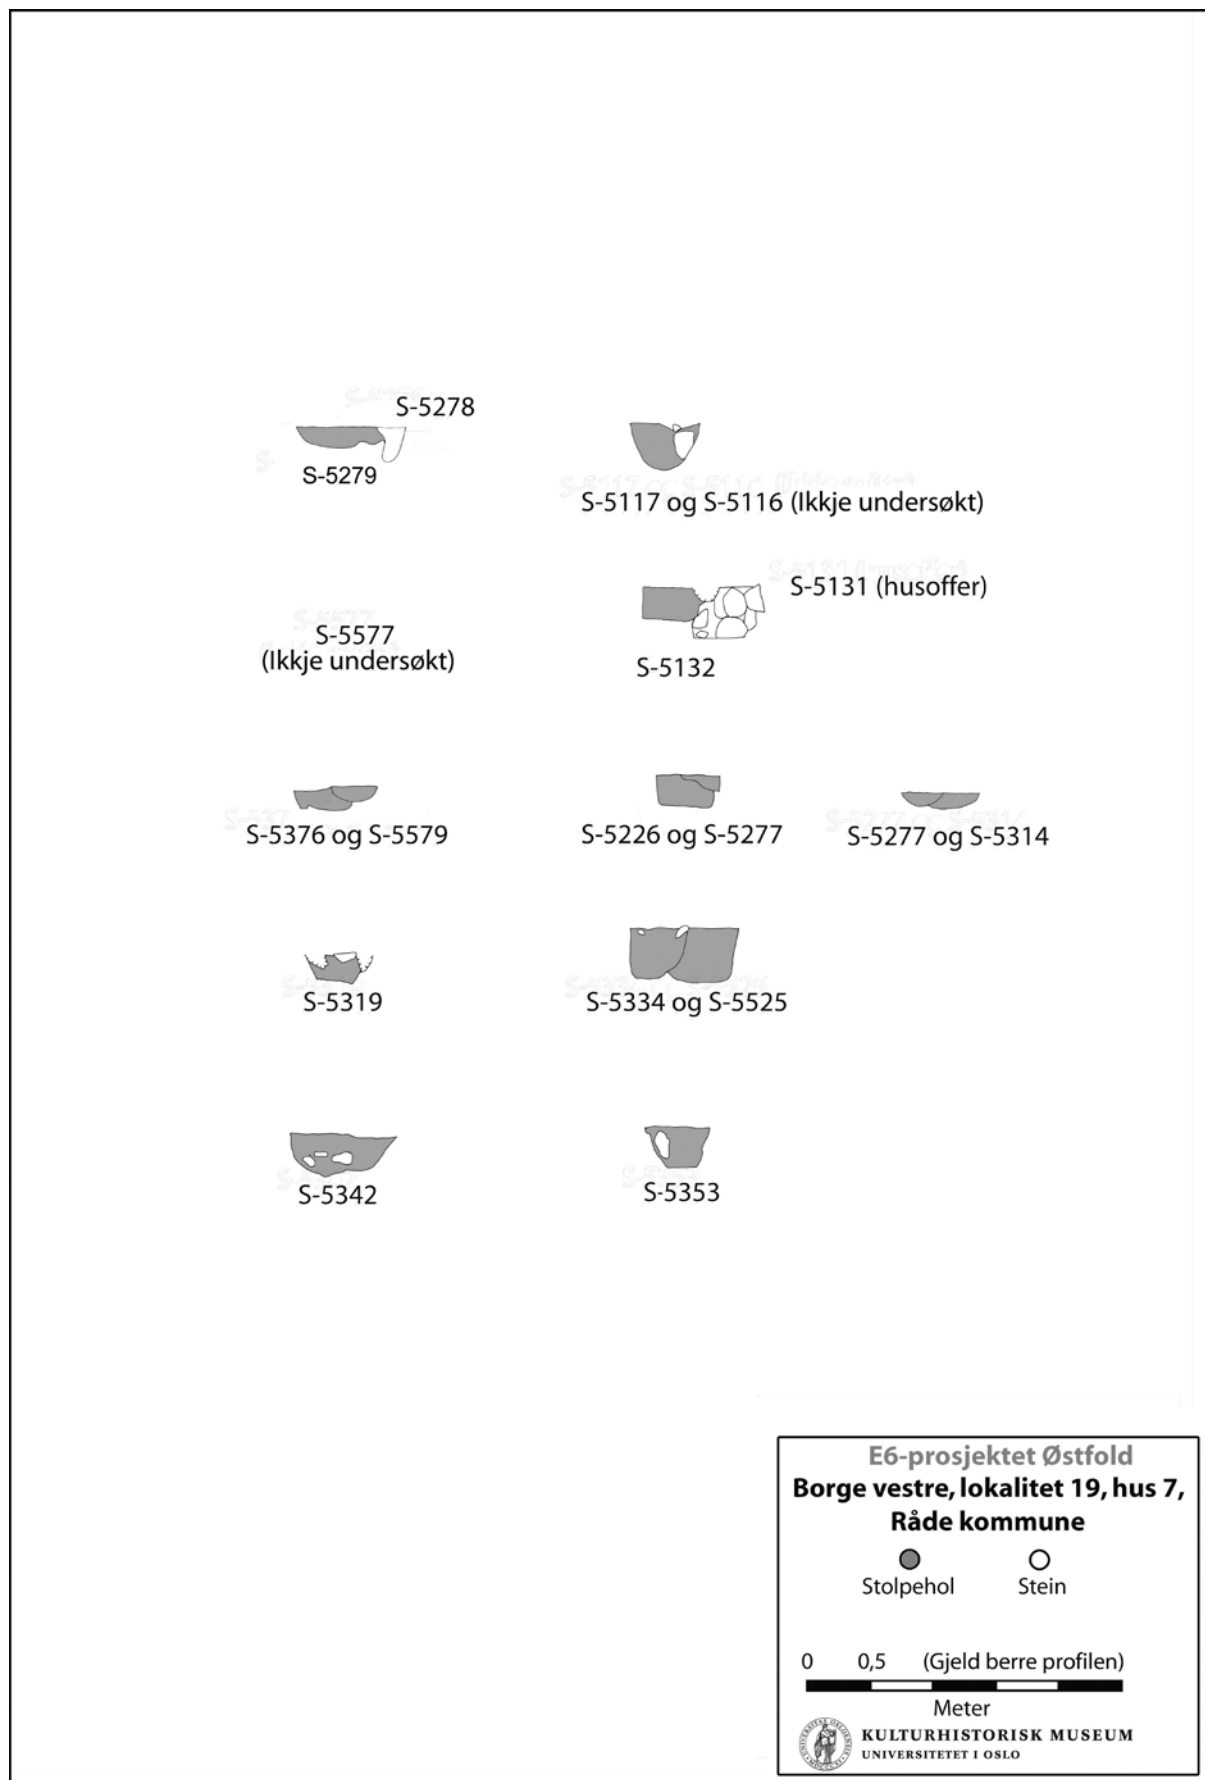 S-5278
S-5279
S-5117 og S-5116 (Ikkje undersøkt)
S-5131 (husoffer)
S-5577
(Ikkje undersøkt)
S-5132
S-5376 og S-5579
S-5226 og S-5277
S-5277 og S-5314
S-5319
S-5334 og S-5525
S-5342
S-5353
E6-prosjektet Østfold
Borge vestre, lokalitet 19, hus 7,
Råde kommune
Stolpehol
Stein
0 0,5 (Gjeld berre profilen)
Meter
KULTURHISTORISK MUSEUM
UNIVERSITETET I OSLO